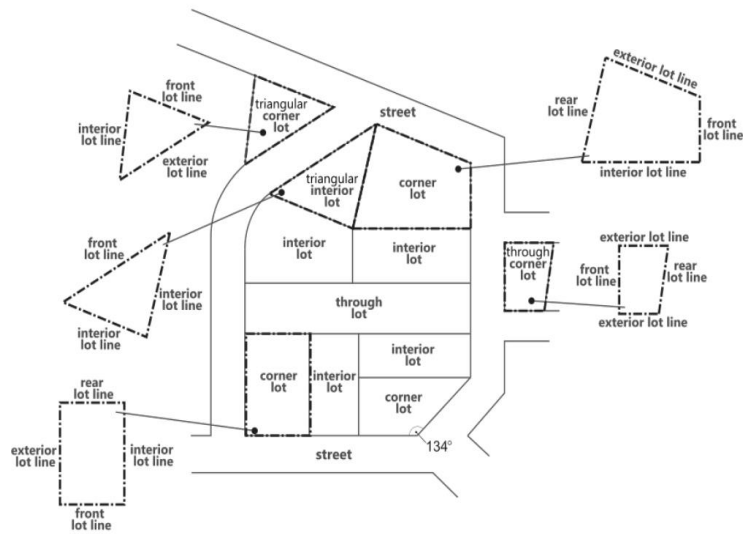 front
lot line
interior
lot line
exterior
lot line
triangular
corner
lot
street
exterior lot line
rear
lot line
front
lot line
interior lot line
triangular
interior
lot
corner
lot
front
lot line
interior
lot line
interior
lot line
interior
lot
interior
lot
through
corner
lot
exterior lot line
front
lot line
rear
lot line
exterior lot line
through
lot
corner
lot
interior
lot
interior
lot
corner
lot
134°
street
rear
lot line
exterior
lot line
interior
lot line
front
lot line